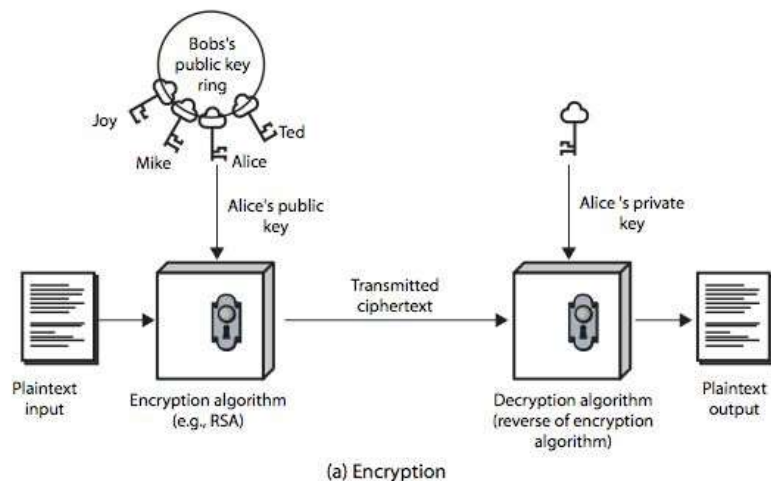 Bobs's
public key
ring
Joy
Ted
Mike
Alice
Alice's public
key
Alice 's private
key
Transmitted
ciphertext
Plaintext
input
Encryption algorithm
(e.g., RSA)
Decryption algorithm
(reverse of encryption
algorithm)
Plaintext
output
(a) Encryption